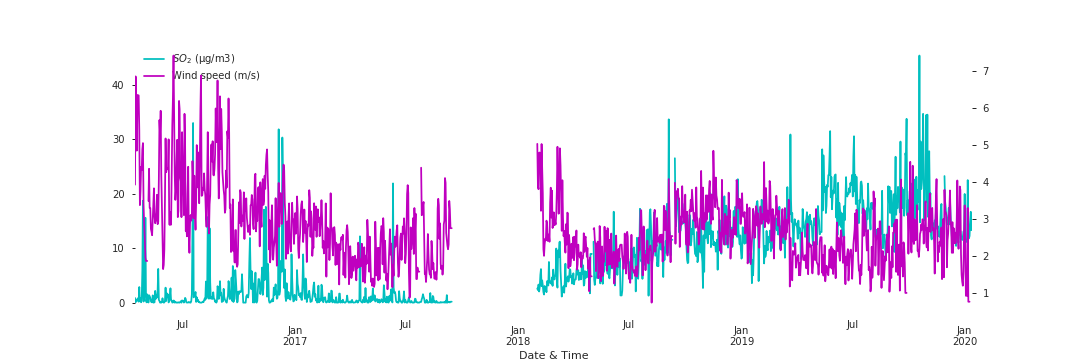 SO₂ (µg/m3)
Wind speed (m/s)
40
30
20
10
0
7
6
5
4
3
2
1
Jul
Jan
2017
Jul
Jan
2018
Jul
Jan
2019
Jul
Jan
2020
Date & Time